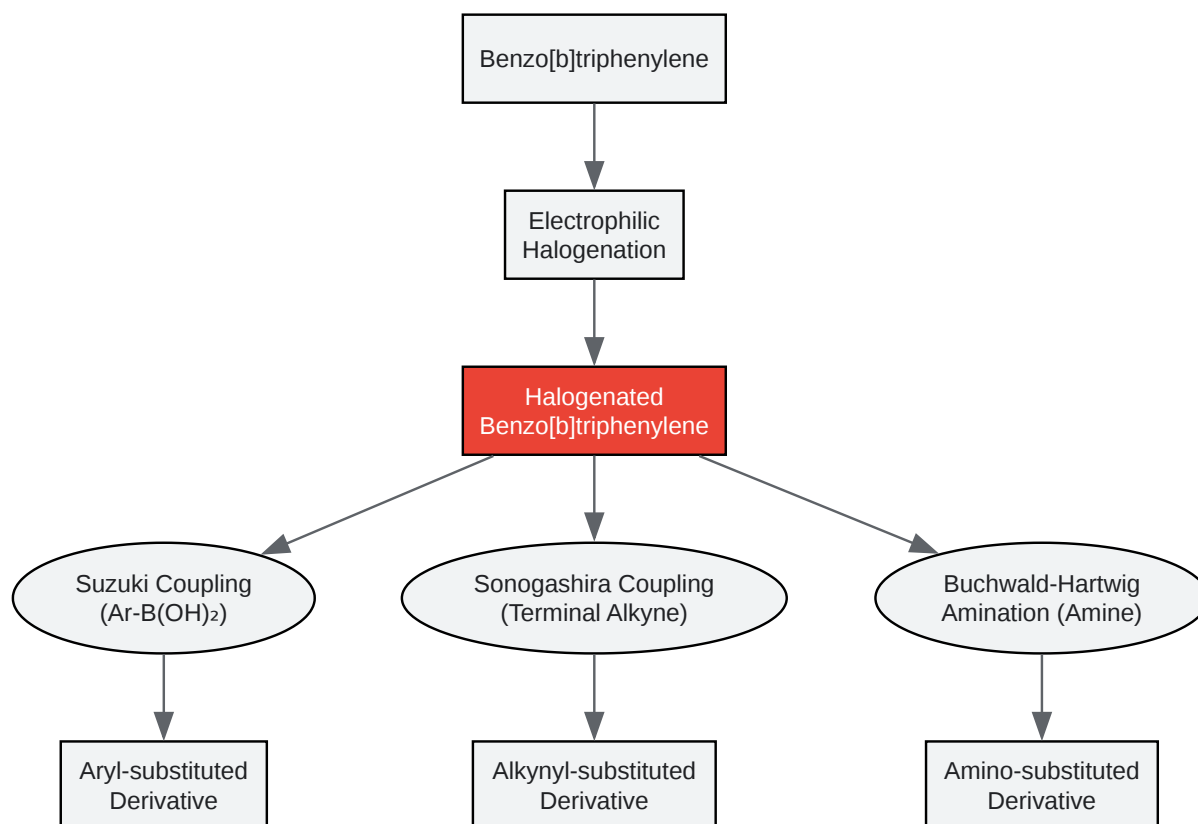 Benzo[b]triphenylene
Electrophilic
Halogenation
Halogenated
Benzo[b]triphenylene
Suzuki Coupling
(Ar-B(OH)₂)
Sonogashira Coupling
(Terminal Alkyne)
Buchwald-Hartwig
Amination (Amine)
Aryl-substituted
Derivative
Alkynyl-substituted
Derivative
Amino-substituted
Derivative